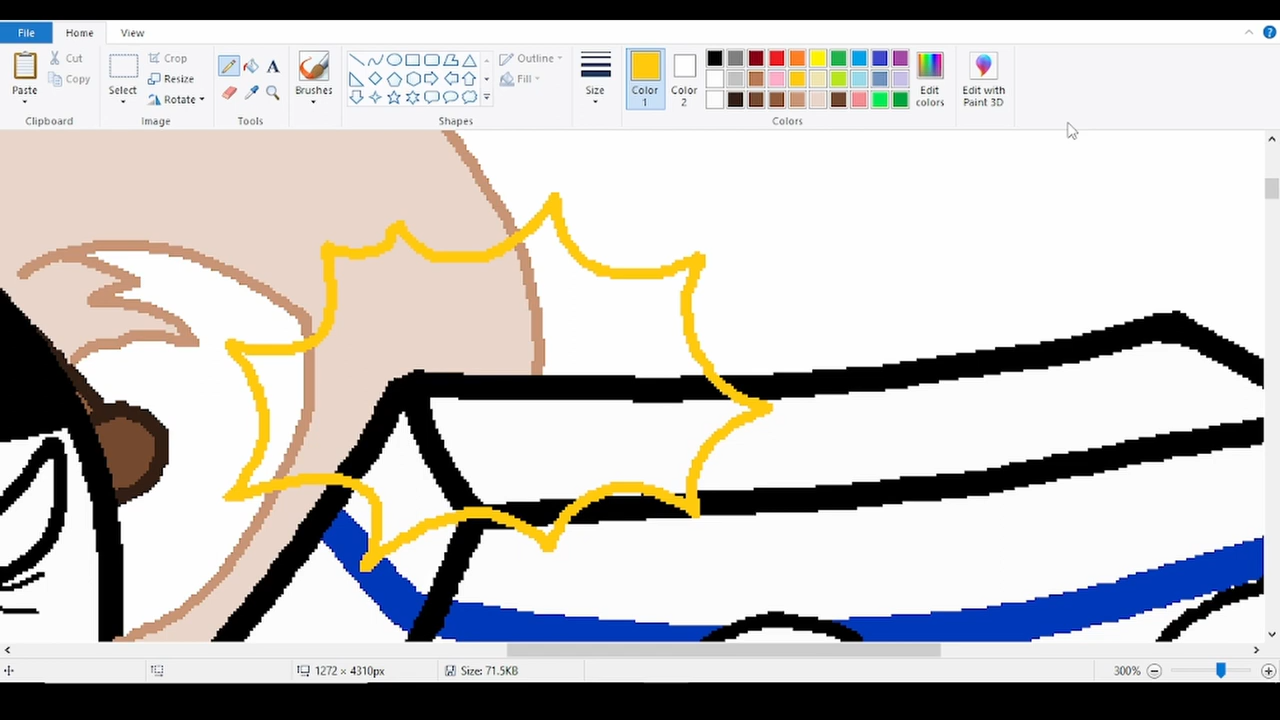 File Home View
Paste
Cut
Copy
Clipboard
Select
Crop
Resize
Rotate
Image
A
Tools
Brushes
Outline
Fill
Shapes
Size
Color 1
Color 2
Edit colors
Colors
Edit with Paint 3D
1272 × 4310px
Size: 71.5KB
300%